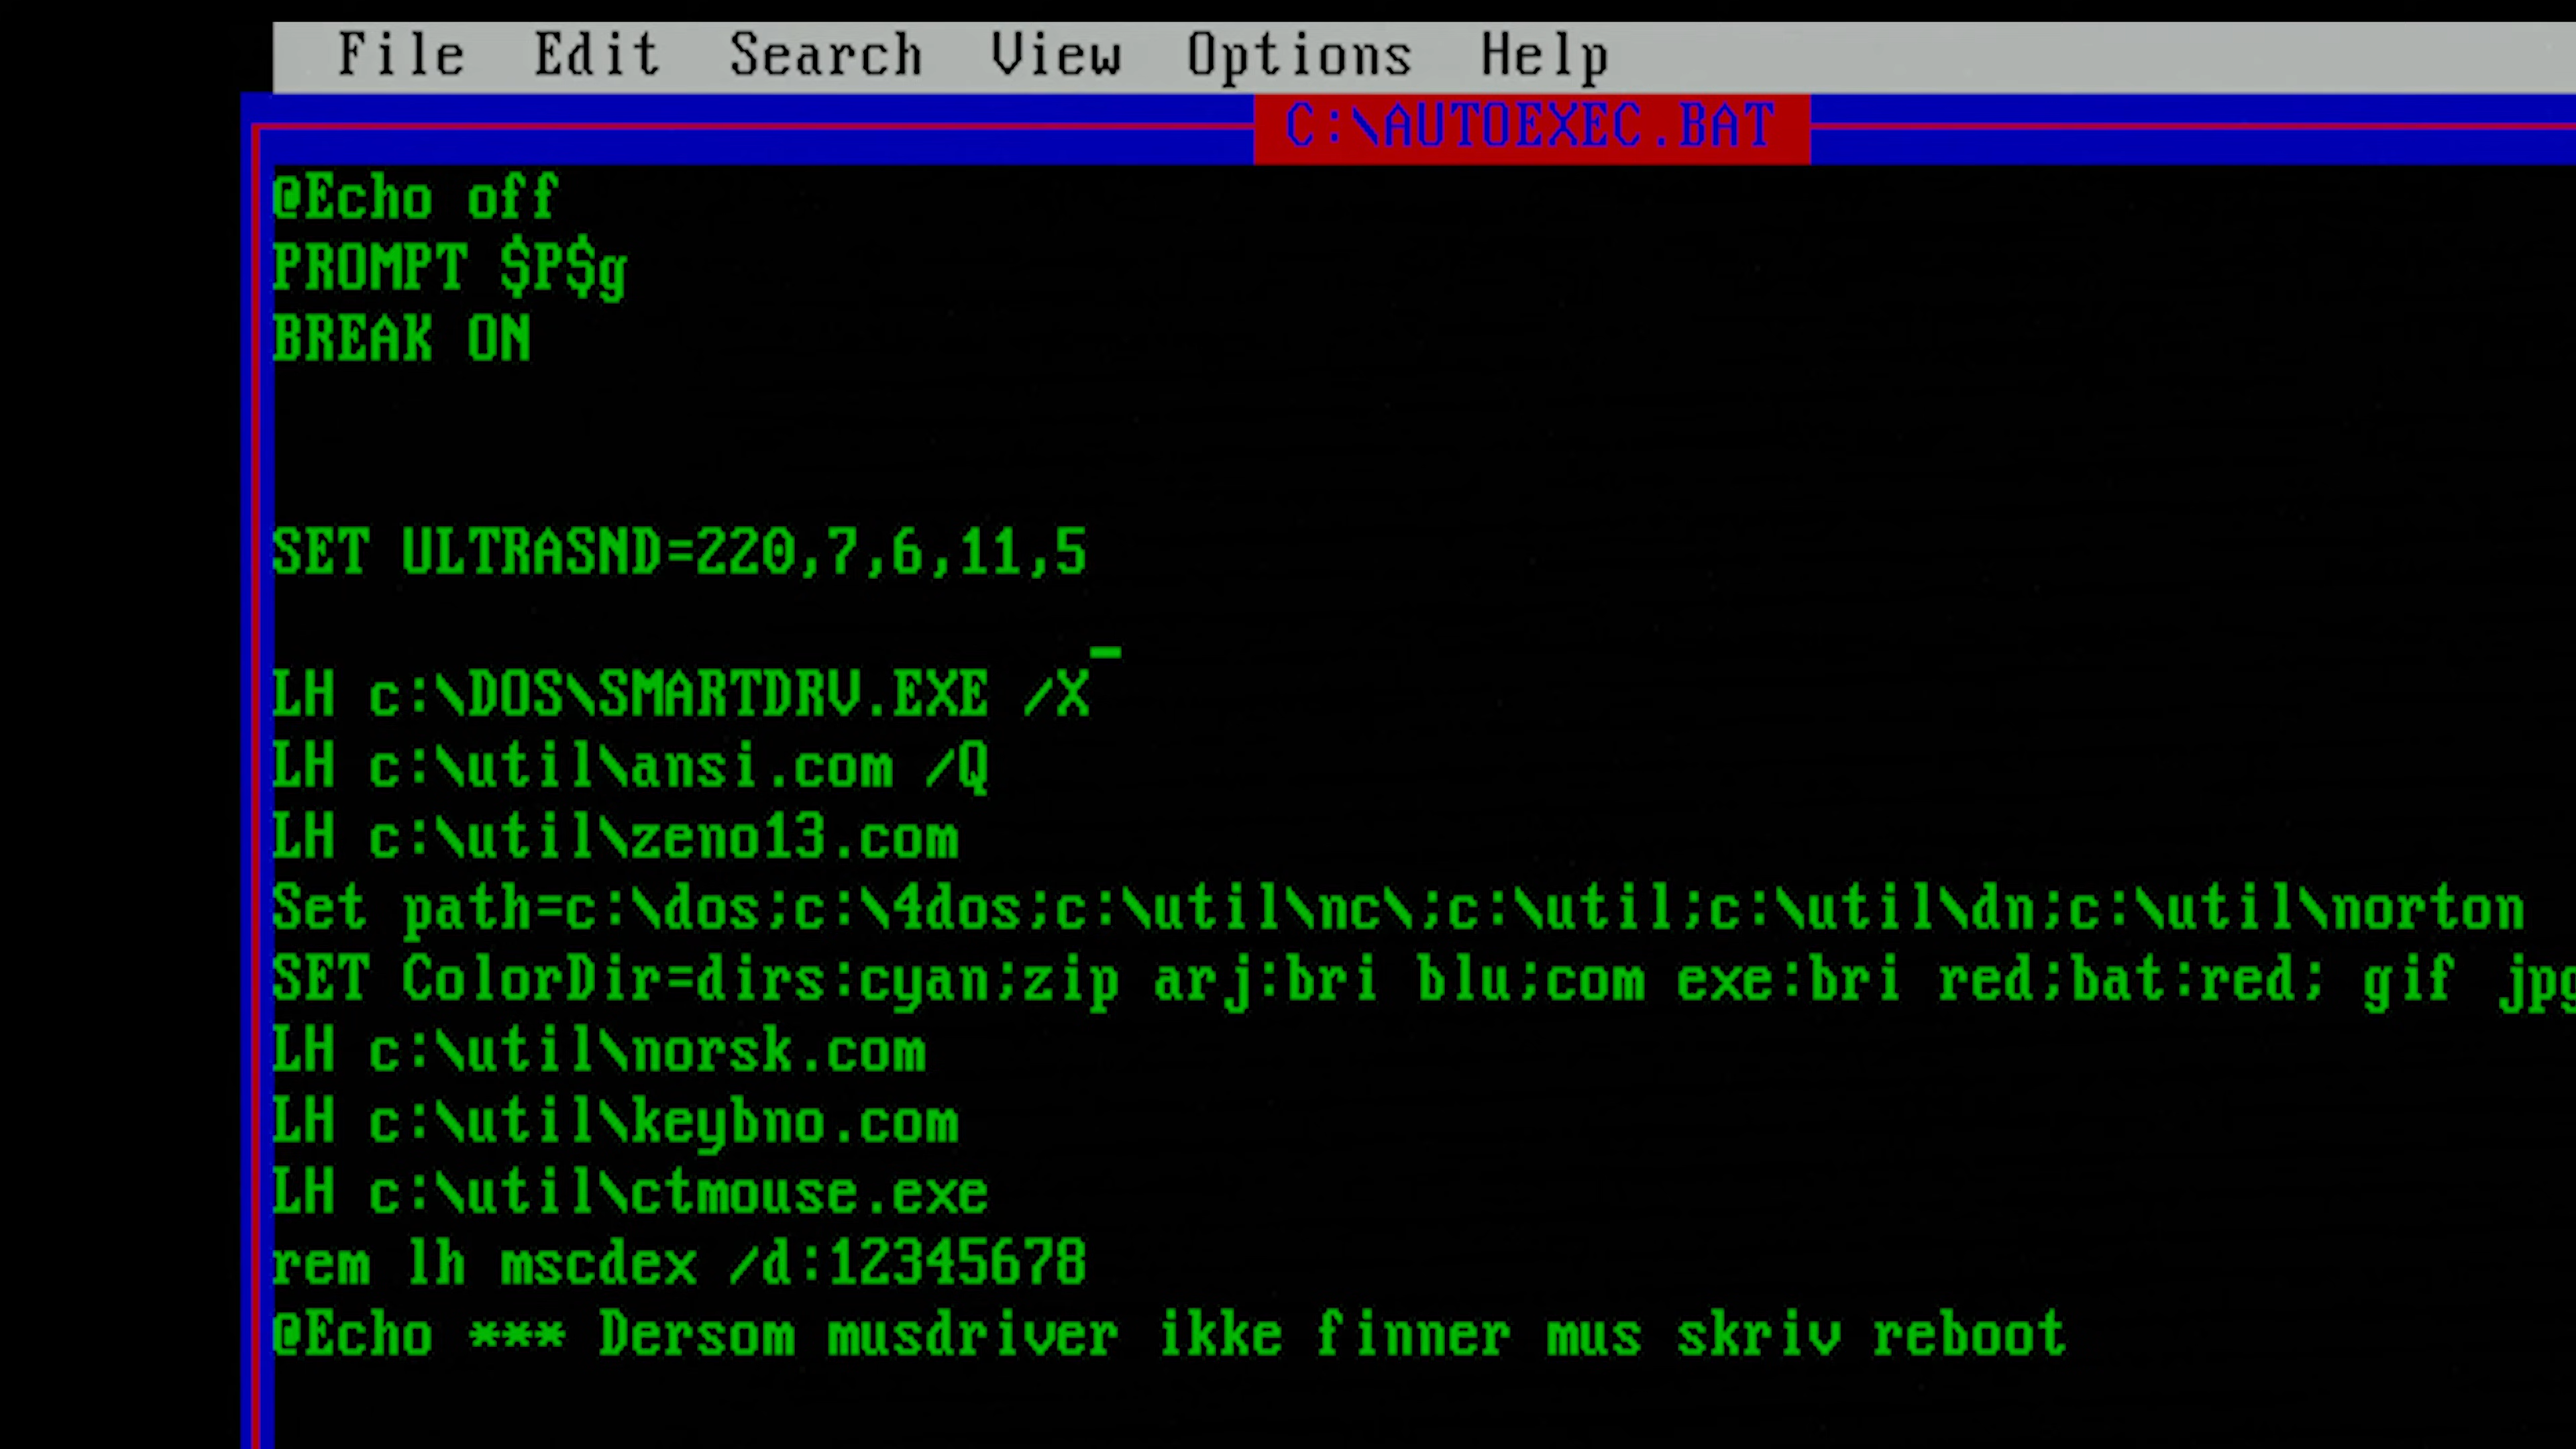 File Edit Search View Options Help
C:\AUTOEXEC.BAT
@Echo off
PROMPT $P$g
BREAK ON
SET ULTRASND=220,7,6,11,5
LH c:\DOS\SMARTDRV.EXE /X
LH c:\util\ansi.com /Q
LH c:\util\zeno13.com
Set path=c:\dos;c:\4dos;c:\util\nc\;c:\util;c:\util\dn;c:\util\norton
SET ColorDir=dirs:cyan;zip arj:bri blu;com exe:bri red;bat:red; gif jpg
LH c:\util\norsk.com
LH c:\util\keybno.com
LH c:\util\ctmouse.exe
rem lh mscdex /d:12345678
@Echo *** Dersom musdriver ikke finner mus skriv reboot